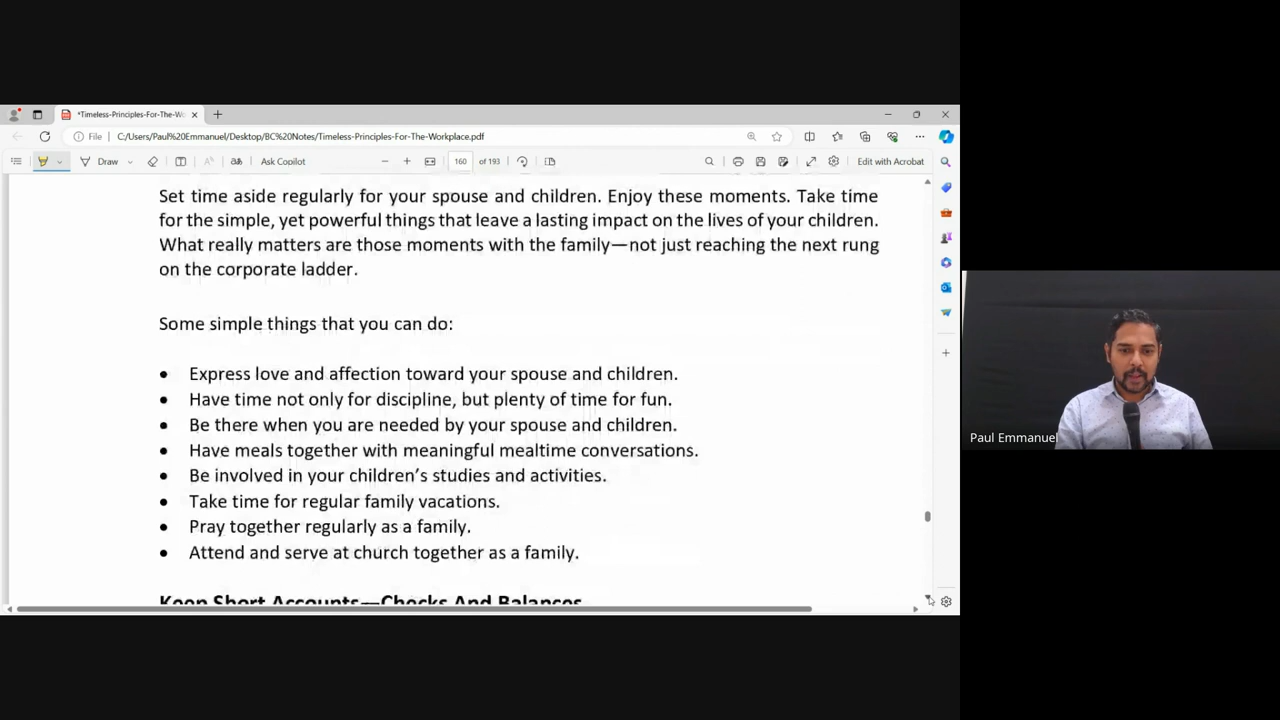 *Timeless-Principles-For-The-Wo
File
C:/Users/Paul%20Emmanuel/Desktop/BC%20Notes/Timeless-Principles-For-The-Workplace.pdf
Draw
Ask Copilot
160 of 193
Edit with Acrobat
Set time aside regularly for your spouse and children. Enjoy these moments. Take time
for the simple, yet powerful things that leave a lasting impact on the lives of your children.
What really matters are those moments with the family—not just reaching the next rung
on the corporate ladder.
Some simple things that you can do:
• Express love and affection toward your spouse and children.
• Have time not only for discipline, but plenty of time for fun.
• Be there when you are needed by your spouse and children.
• Have meals together with meaningful mealtime conversations.
• Be involved in your children's studies and activities.
• Take time for regular family vacations.
• Pray together regularly as a family.
• Attend and serve at church together as a family.
Keep Short Accounts—Checks And Balances
Paul Emmanuel